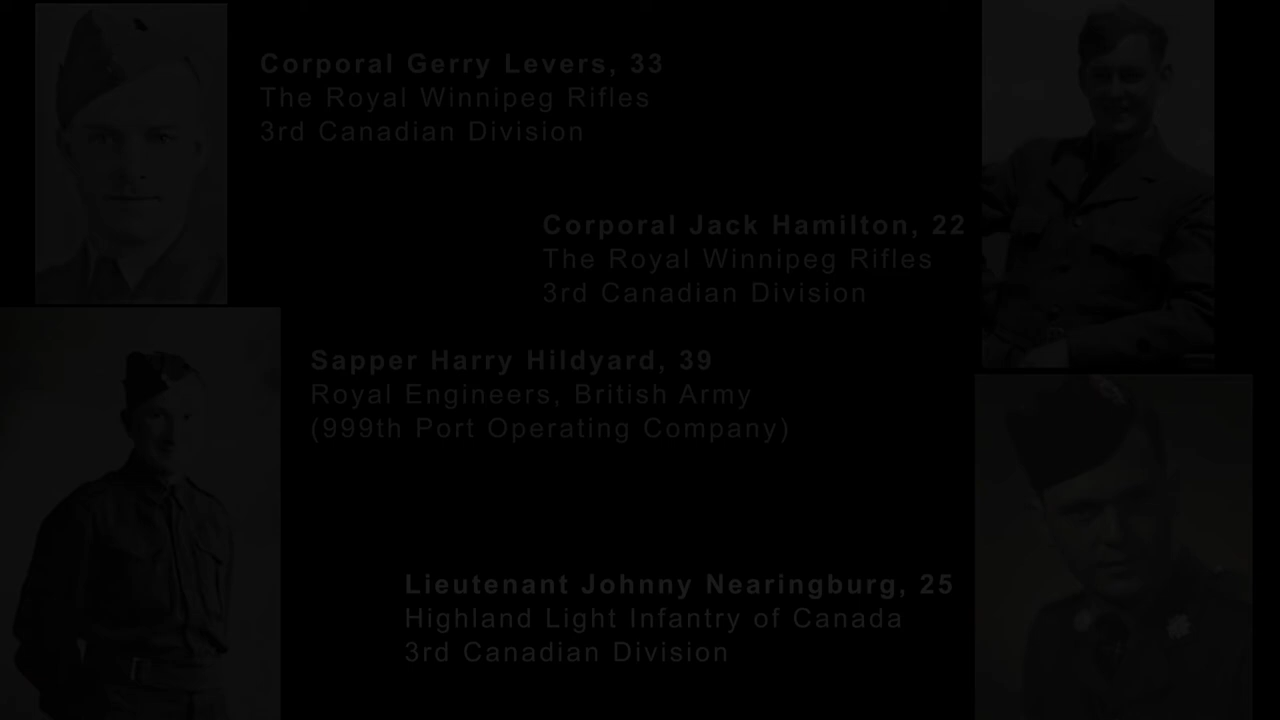 Corporal Gerry Levers, 33
The Royal Winnipeg Rifles
3rd Canadian Division
Corporal Jack Hamilton, 22
The Royal Winnipeg Rifles
3rd Canadian Division
Sapper Harry Hildyard, 39
Royal Engineers, British Army
(999th Port Operating Company)
Lieutenant Johnny Nearingburg, 25
Highland Light Infantry of Canada
3rd Canadian Division